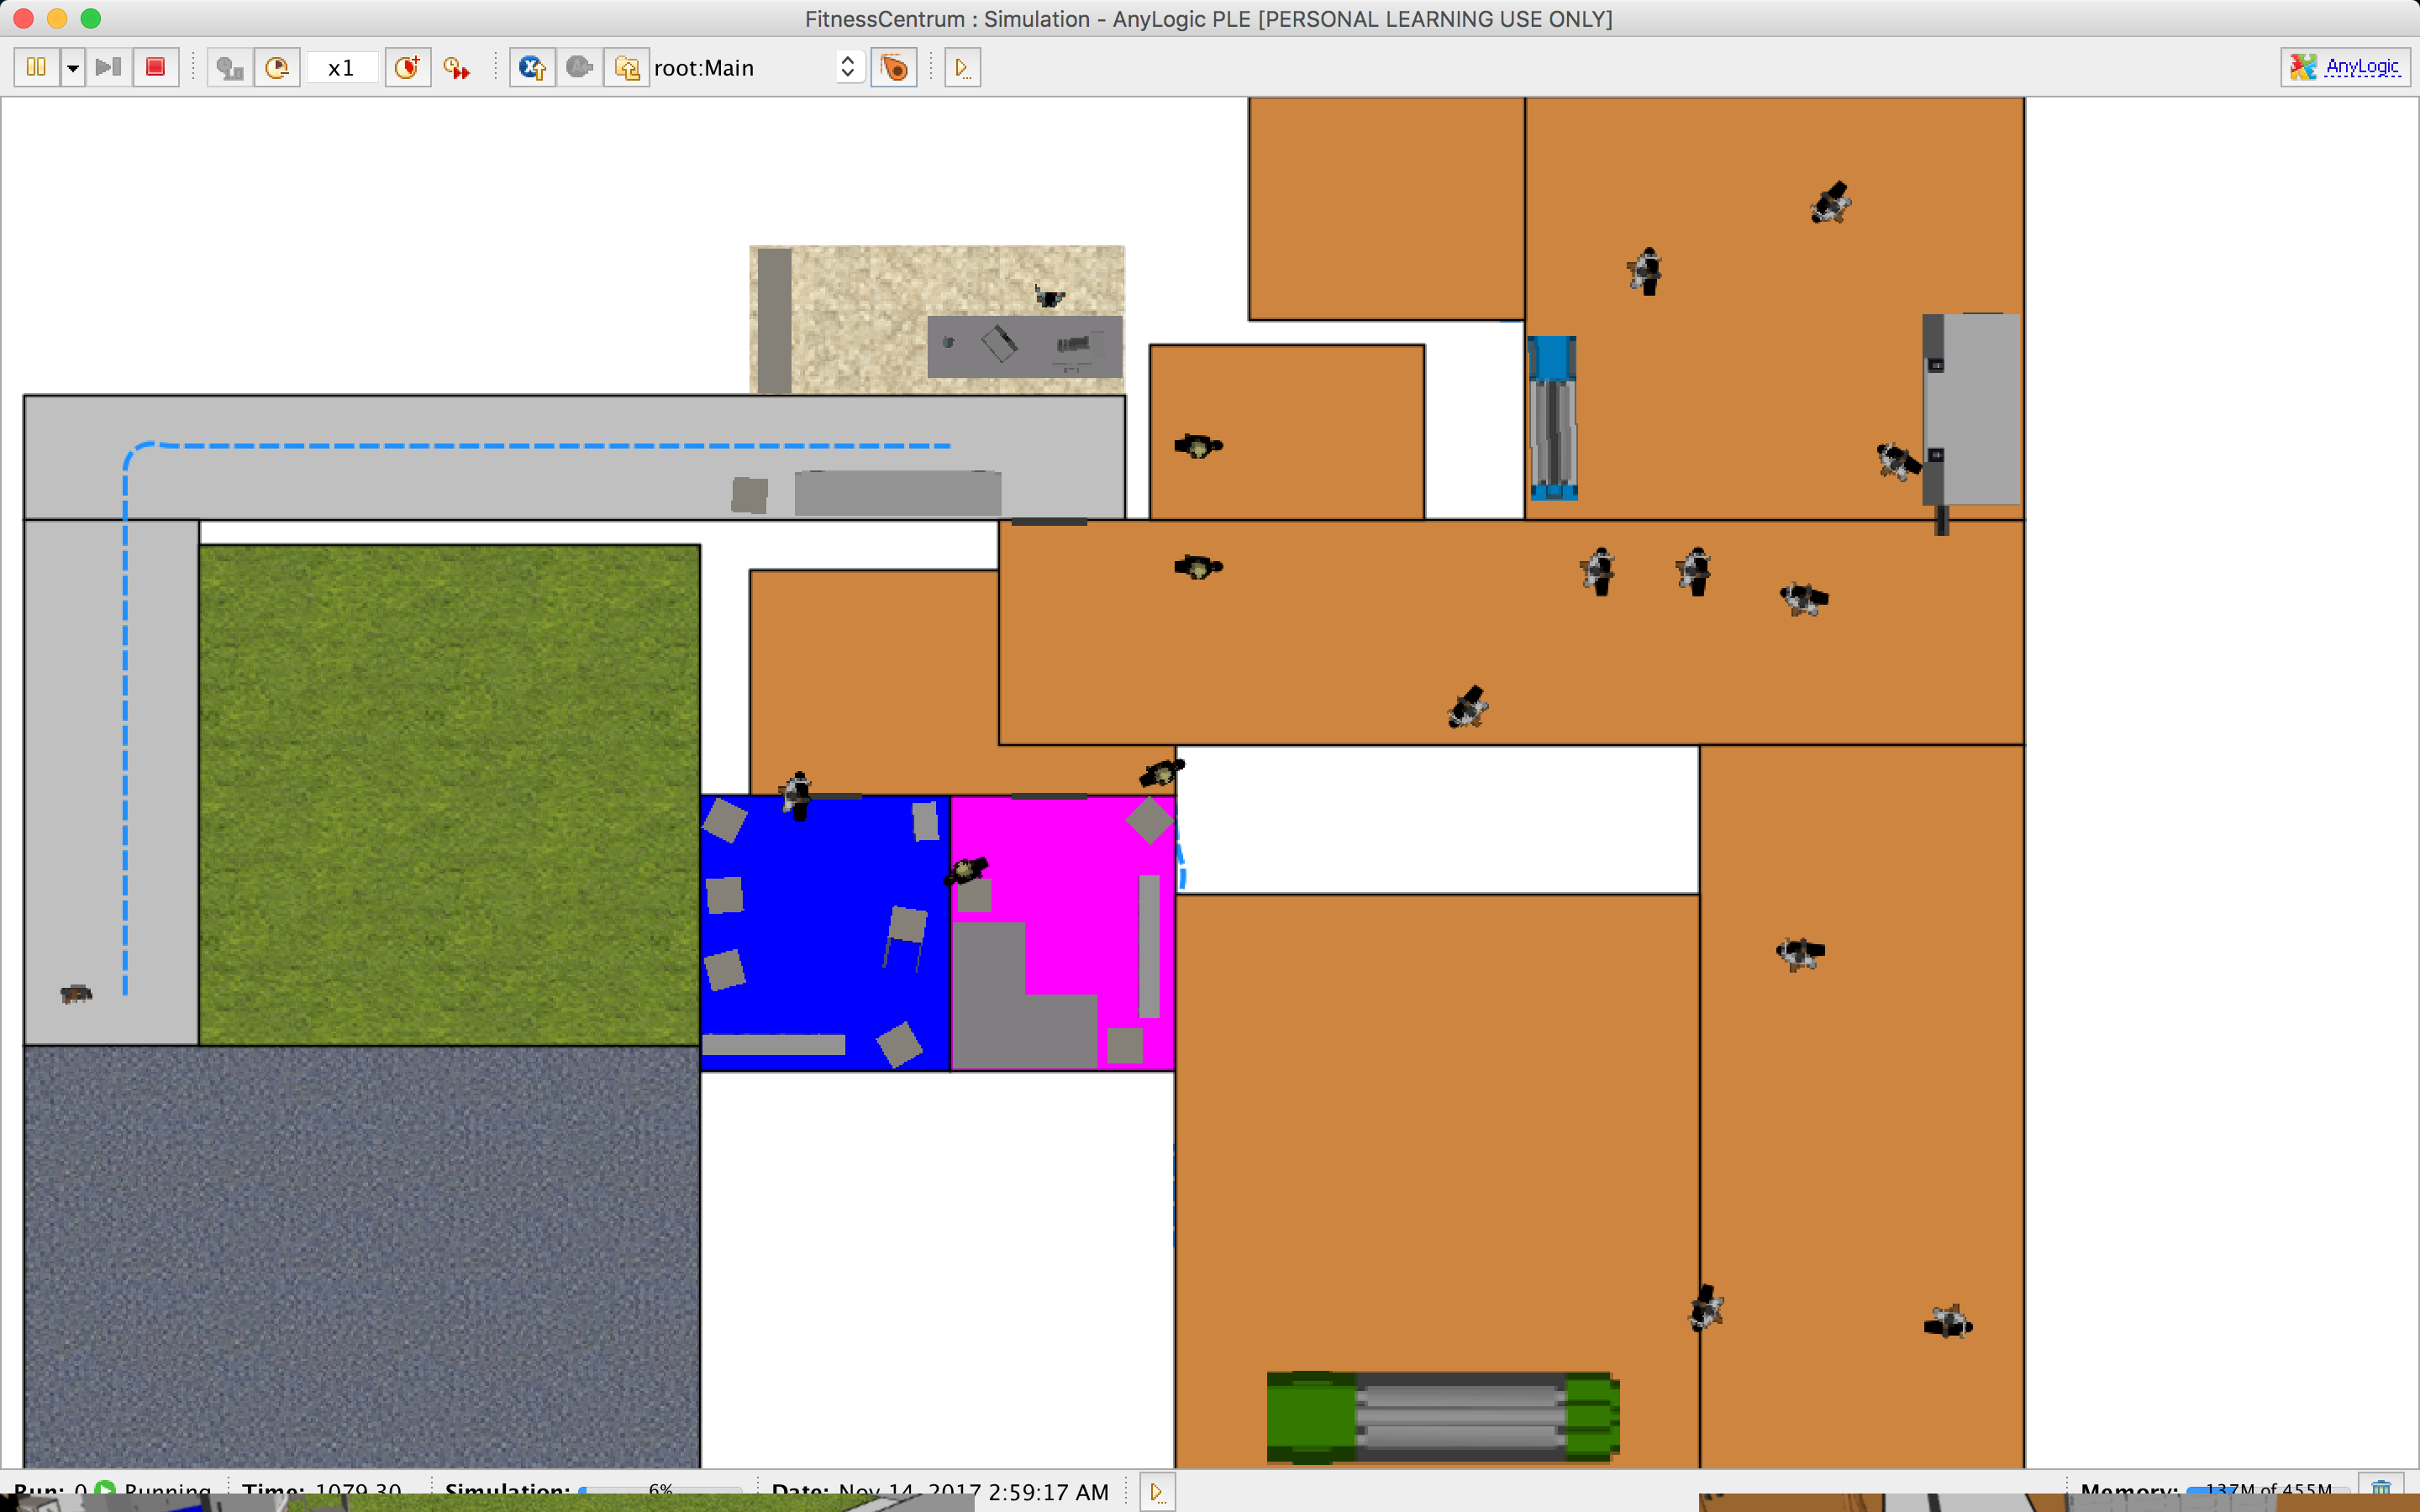 FitnessCentrum : Simulation - AnyLogic PLE [PERSONAL LEARNING USE ONLY]
x1 root:Main AnyLogic
Run: 0 Running Time: 1079.30 Simulation: 6% Date: Nov 14, 2017 2:59:17 AM Memory: 137M of 455M